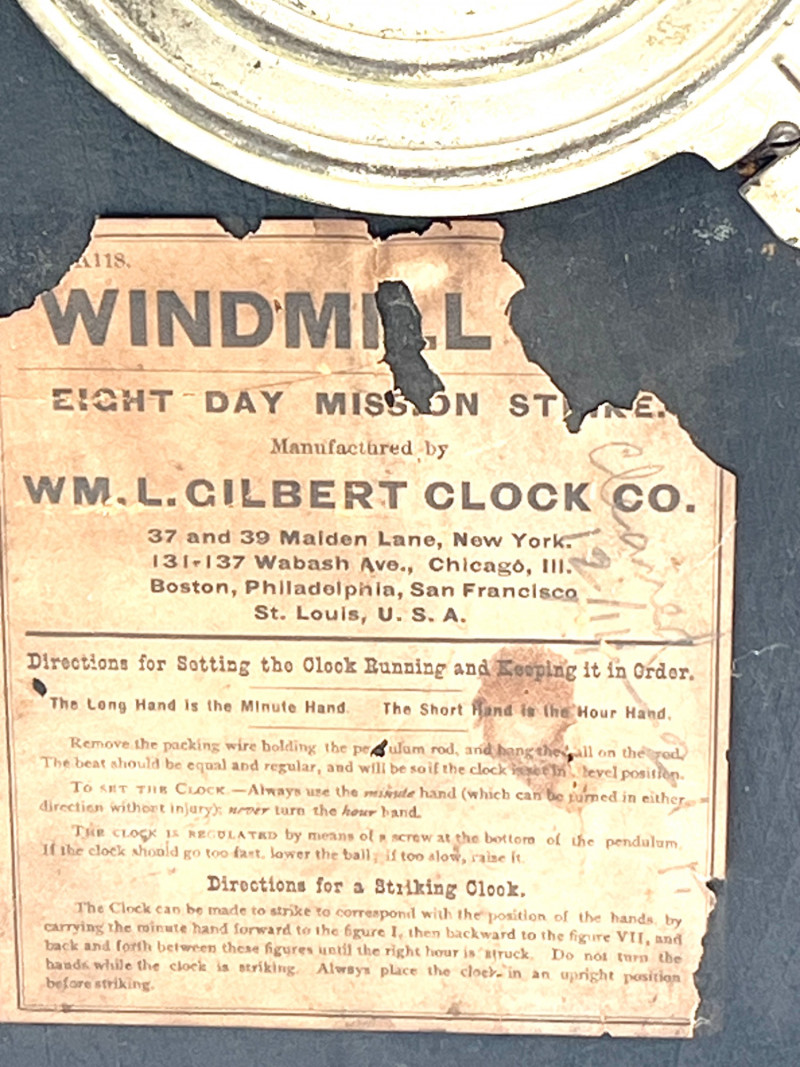 A118.
WINDMILL
EIGHT DAY MISSION STRIKE.
Manufactured by
WM. L. GILBERT CLOCK CO.
37 and 39 Maiden Lane, New York.
131-137 Wabash Ave., Chicago, Ill.
Boston, Philadelphia, San Francisco
St. Louis, U. S. A.
Cleaned
Directions for Setting the Clock Running and Keeping it in Order.
The Long Hand is the Minute Hand. The Short Hand is the Hour Hand.
Remove the packing wire holding the pendulum rod, and hang the ball on the rod.
The beat should be equal and regular, and will be so if the clock is set in level position.
TO SET THE CLOCK.—Always use the minute hand (which can be turned in either
direction without injury); never turn the hour hand.
THE CLOCK IS REGULATED by means of a screw at the bottom of the pendulum.
If the clock should go too fast, lower the ball; if too slow, raise it.
Directions for a Striking Clock.
The Clock can be made to strike to correspond with the position of the hands by
carrying the minute hand forward to the figure I, then backward to the figure VII, and
back and forth between these figures until the right hour is struck. Do not turn the
hands while the clock is striking. Always place the clock in an upright position
before striking.